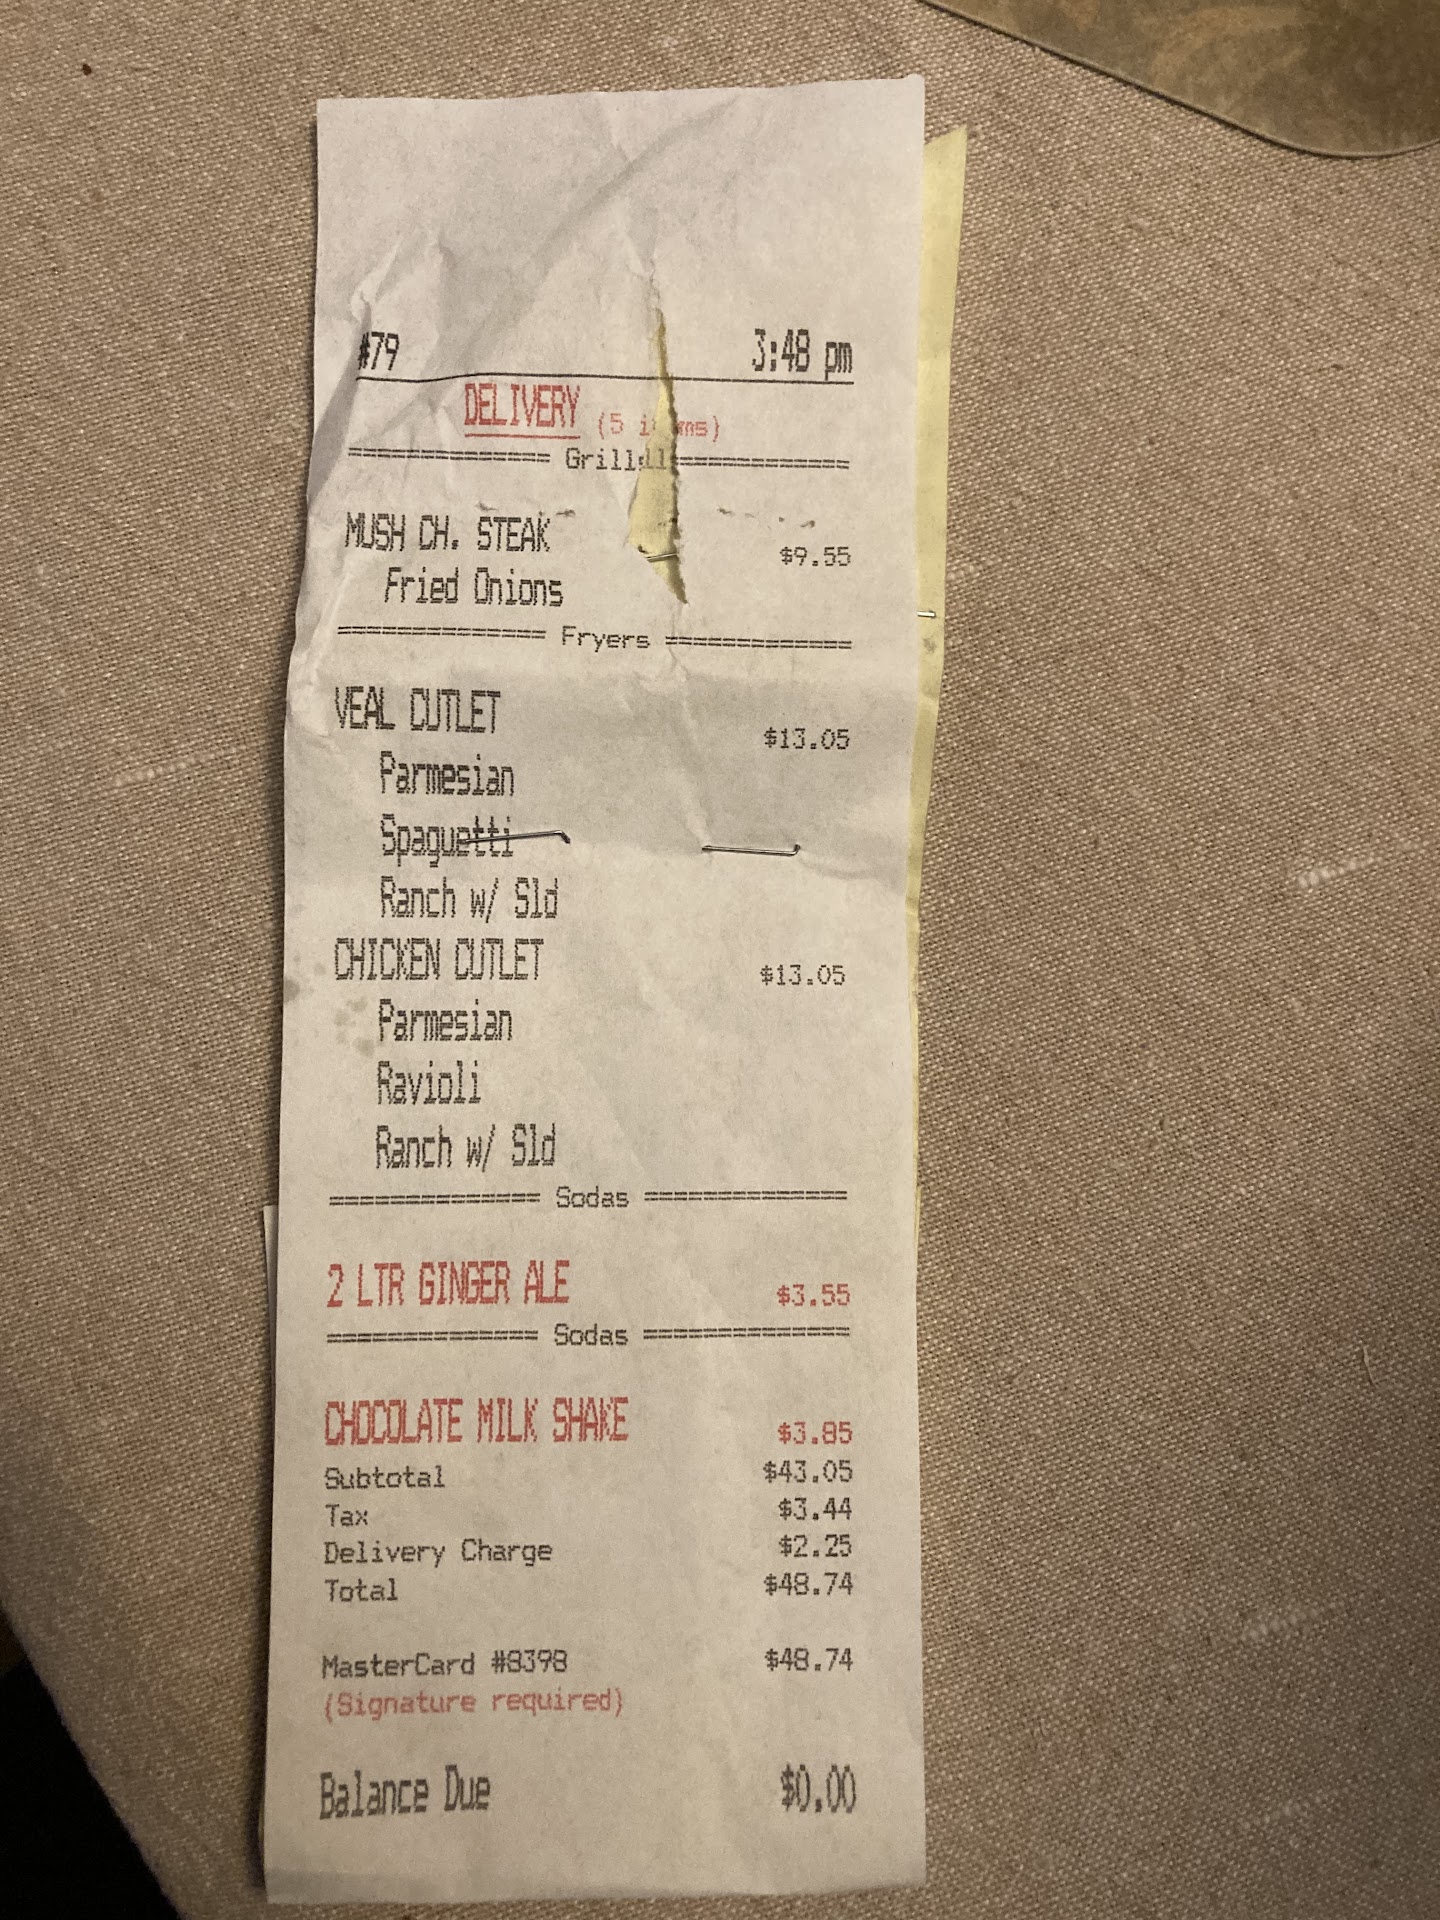 #79 3:48 pm
DELIVERY (5 i ms)
============= Grill =============
MUSH CH. STEAK $9.55
Fried Onions
============== Fryers =============
VEAL CUTLET $13.05
Parmesian
Spaguetti
Ranch w/ Sld
CHICKEN CUTLET $13.05
Parmesian
Ravioli
Ranch w/ Sld
============== Sodas ==============
2 LTR GINGER ALE $3.55
============== Sodas ==============
CHOCOLATE MILK SHAKE $3.85
Subtotal $43.05
Tax $3.44
Delivery Charge $2.25
Total $48.74
MasterCard #8398 $48.74
(Signature required)
Balance Due $0.00